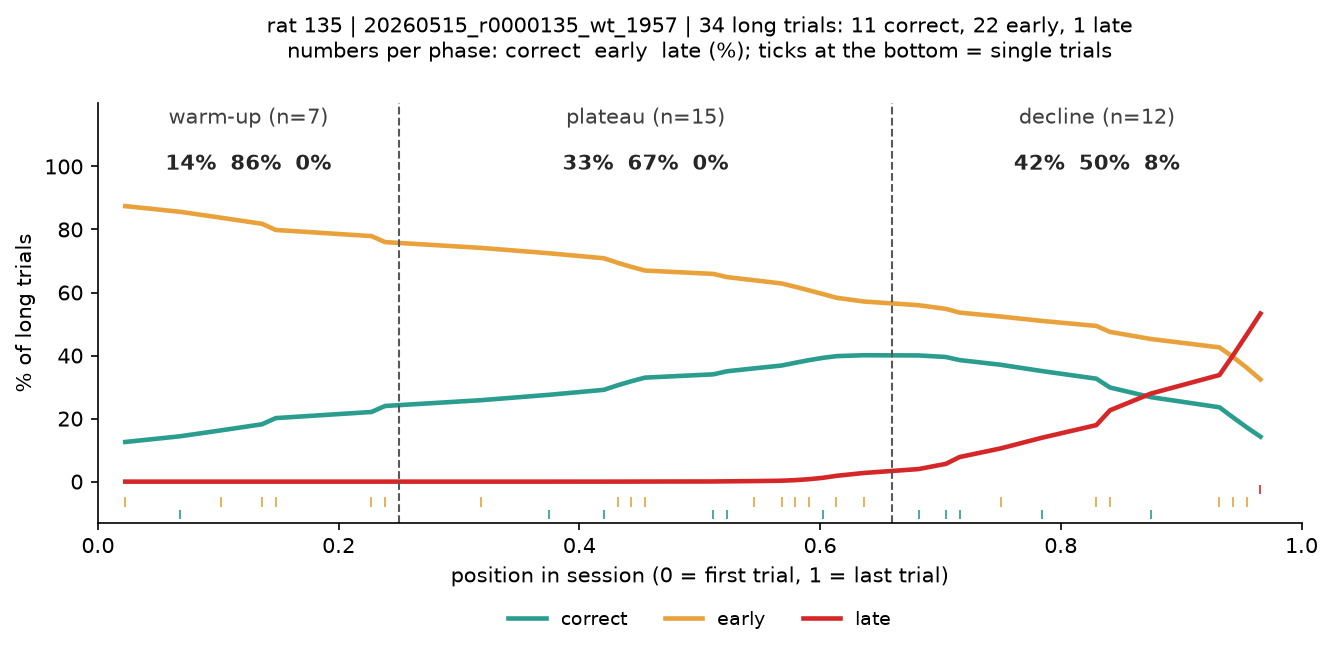 rat 135 | 20260515_r0000135_wt_1957 | 34 long trials: 11 correct, 22 early, 1 late
numbers per phase: correct  early  late (%); ticks at the bottom = single trials
warm-up (n=7)
plateau (n=15)
decline (n=12)
14%  86%  0%
33%  67%  0%
42%  50%  8%
100
80
60
40
20
0
% of long trials
0.0
0.2
0.4
0.6
0.8
1.0
position in session (0 = first trial, 1 = last trial)
correct
early
late